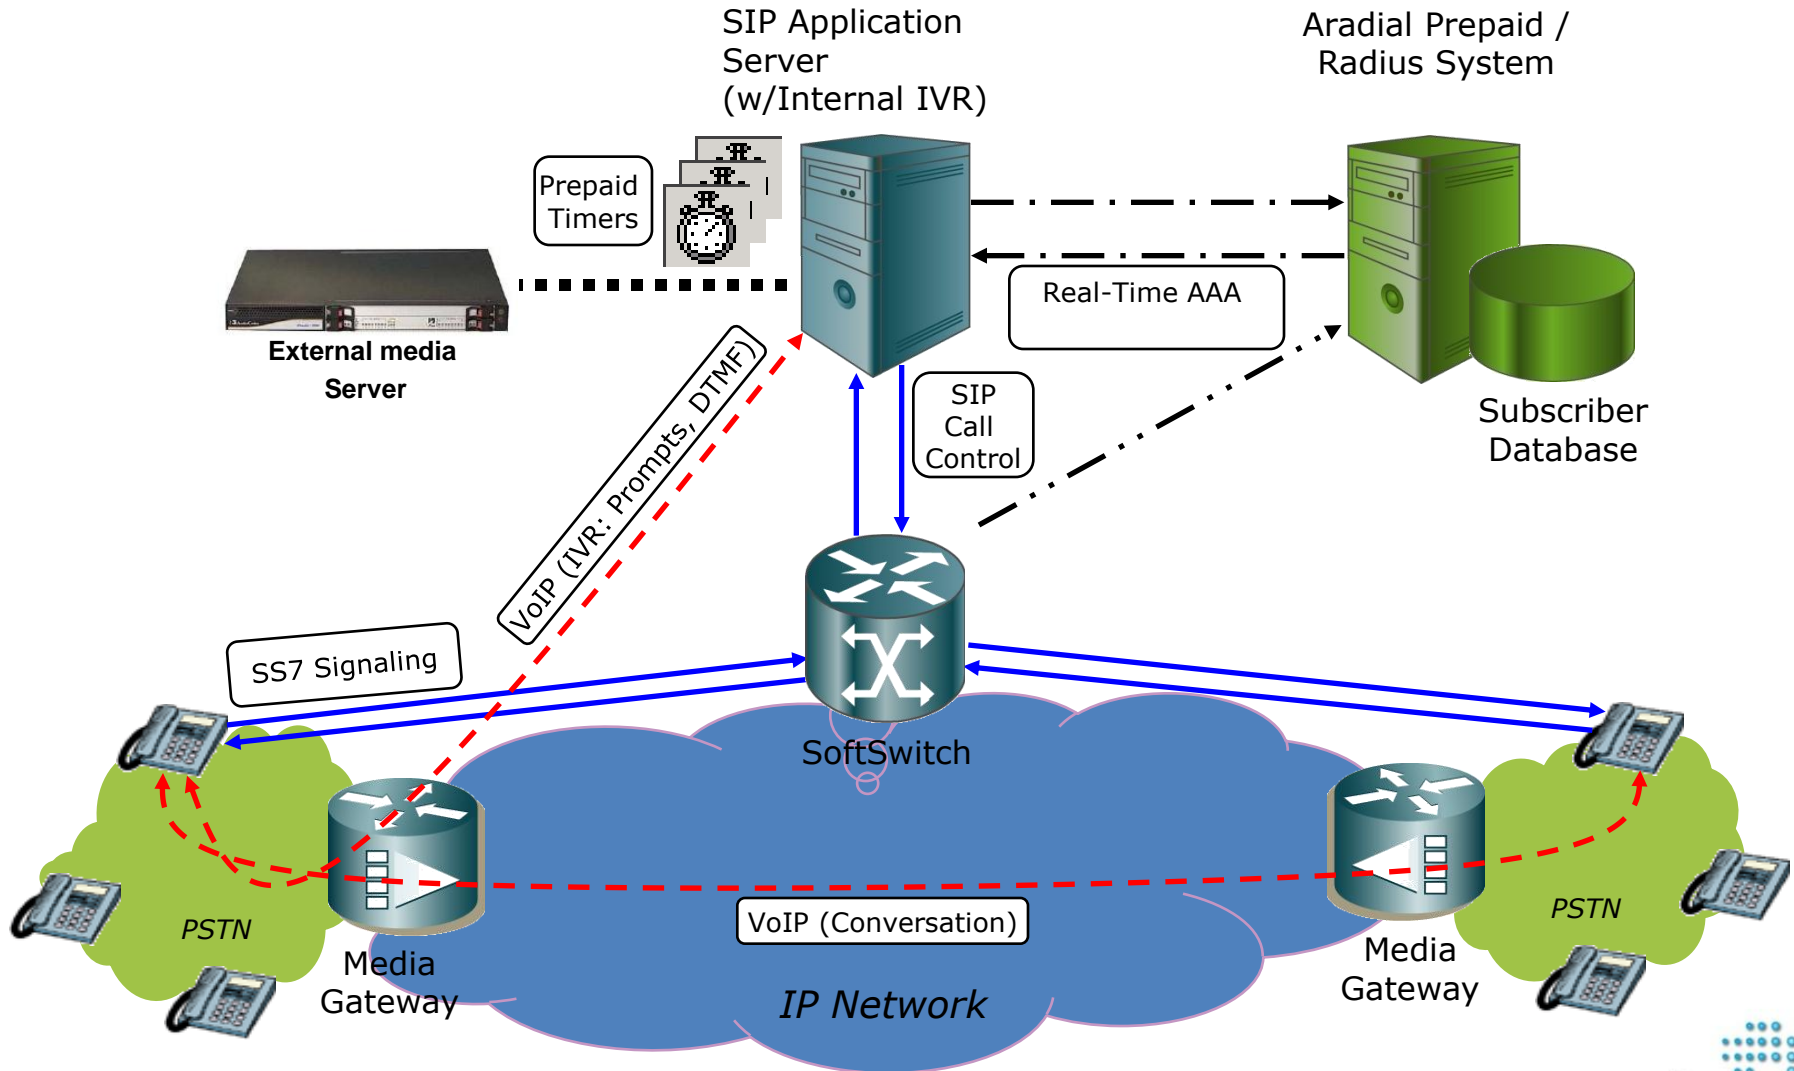 SIP Application
Server
(w/Internal IVR)
Aradial Prepaid /
Radius System
Prepaid
Timers
Real-Time AAA
External media
Server
SIP
Call
Control
Subscriber
Database
VoIP (IVR: Prompts, DTMF)
SS7 Signaling
SoftSwitch
PSTN
PSTN
VoIP (Conversation)
Media
Gateway
Media
Gateway
IP Network